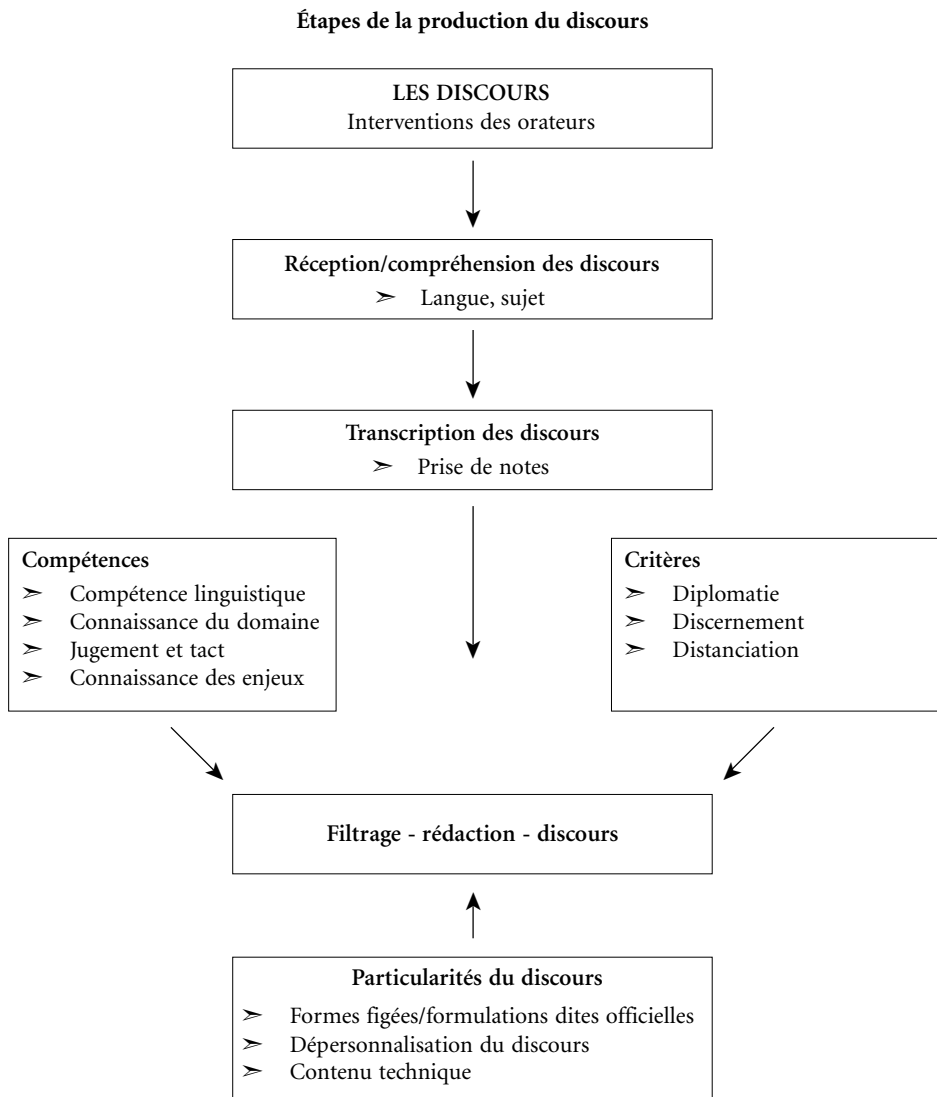 Étapes de la production du discours
LES DISCOURS
Interventions des orateurs
Réception/compréhension des discours
➣ Langue, sujet
Transcription des discours
➣ Prise de notes
Compétences
➣ Compétence linguistique
➣ Connaissance du domaine
➣ Jugement et tact
➣ Connaissance des enjeux
Critères
➣ Diplomatie
➣ Discernement
➣ Distanciation
Filtrage - rédaction - discours
Particularités du discours
➣ Formes figées/formulations dites officielles
➣ Dépersonnalisation du discours
➣ Contenu technique